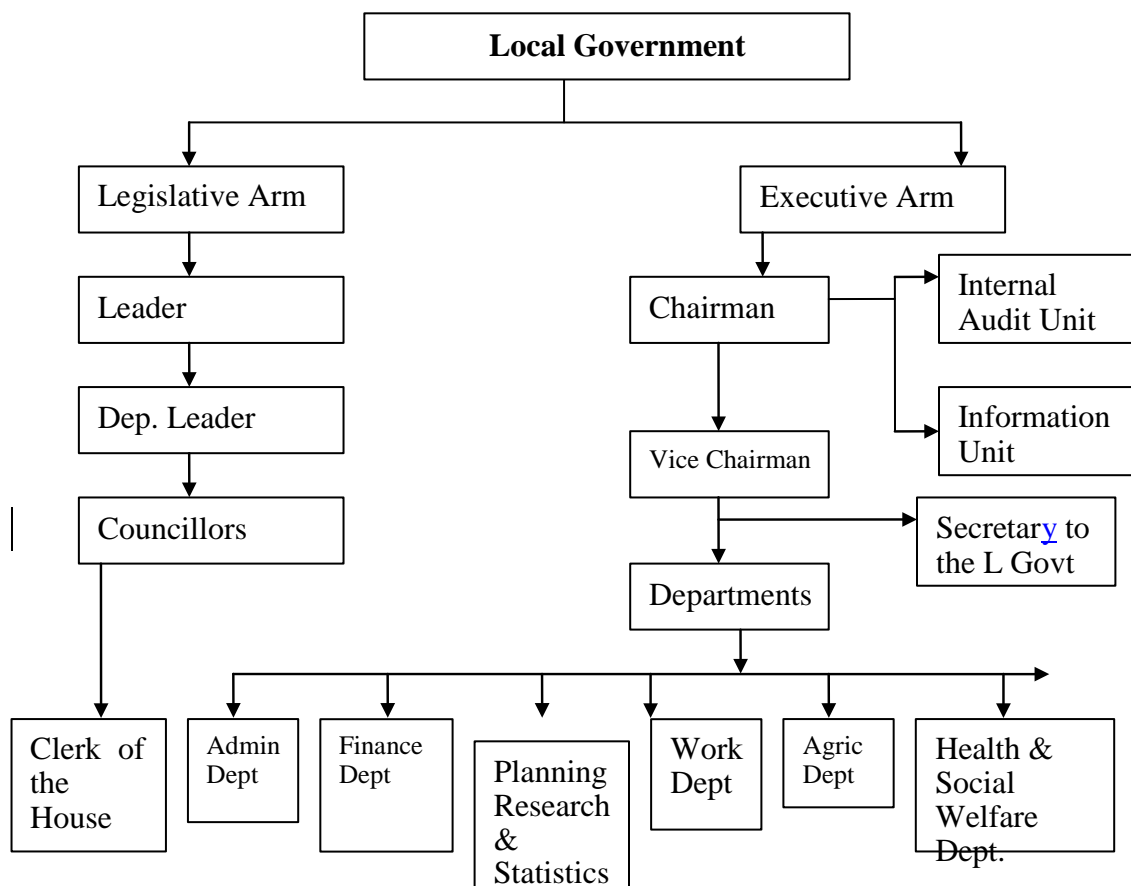 Local Government
Legislative Arm
Executive Arm
Leader
Chairman
Internal
Audit Unit
Dep. Leader
Vice Chairman
Information
Unit
Councillors
Secretary to
the L Govt
Departments
Clerk of
the
House
Admin
Dept
Finance
Dept
Planning
Research
&
Statistics
Work
Dept
Agric
Dept
Health &
Social
Welfare
Dept.